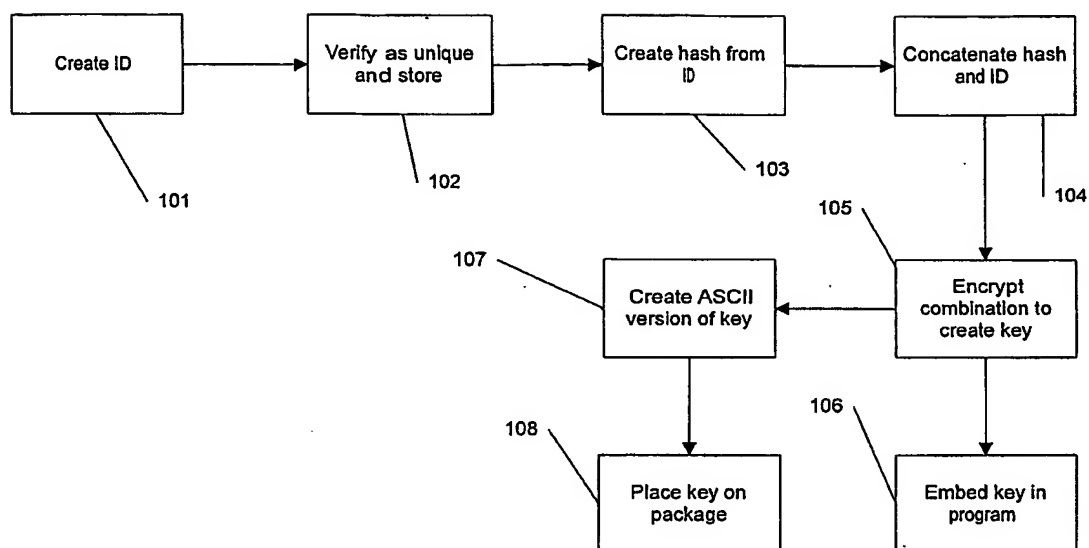 Create ID
Verify as unique
and store
Create hash from
ID
Concatenate hash
and ID
101
102
103
104
105
107
Create ASCII
version of key
Encrypt
combination to
create key
108
106
Place key on
package
Embed key in
program